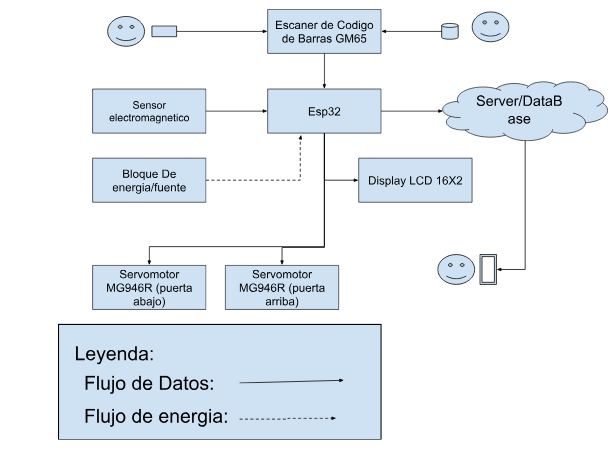 Escaner de Codigo
de Barras GM65
Sensor
electromagnetico
Esp32
Server/DataB
ase
Bloque De
energia/fuente
Display LCD 16X2
Servomotor
MG946R (puerta
abajo)
Servomotor
MG946R (puerta
arriba)
Leyenda:
Flujo de Datos:
Flujo de energia: